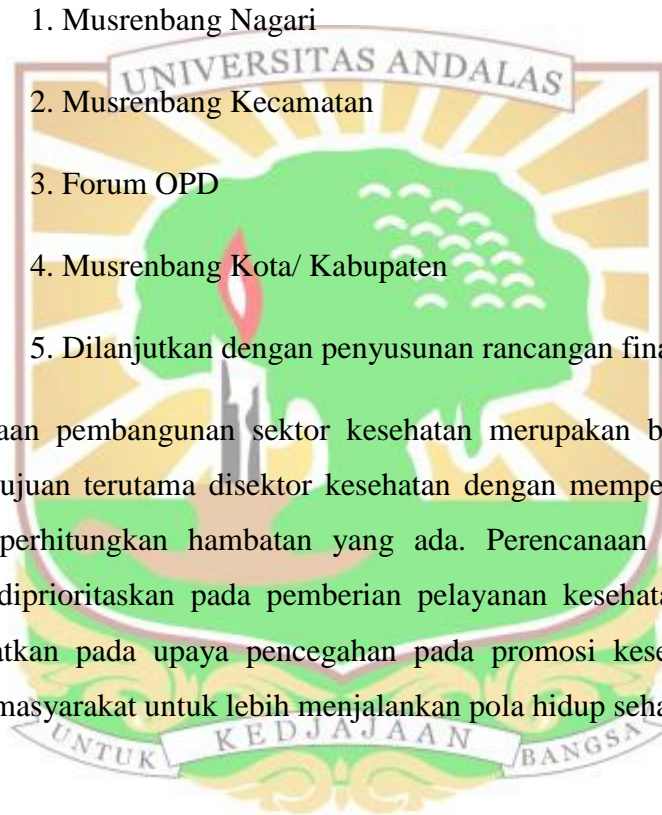 1. Musrenbang Nagari
UNIVERSITAS ANDALAS
2. Musrenbang Kecamatan
3. Forum OPD
4. Musrenbang Kota/ Kabupaten
5. Dilanjutkan dengan penyusunan rancangan fina
aan pembangunan sektor kesehatan merupakan b
ujuan terutama disektor kesehatan dengan mempe
perhitungkan hambatan yang ada. Perencanaan
diprioritaskan pada pemberian pelayanan kesehata
atkan pada upaya pencegahan pada promosi kese
masyarakat untuk lebih menjalankan pola hidup seha
UNTUK KEDJAJAAN BANGSA